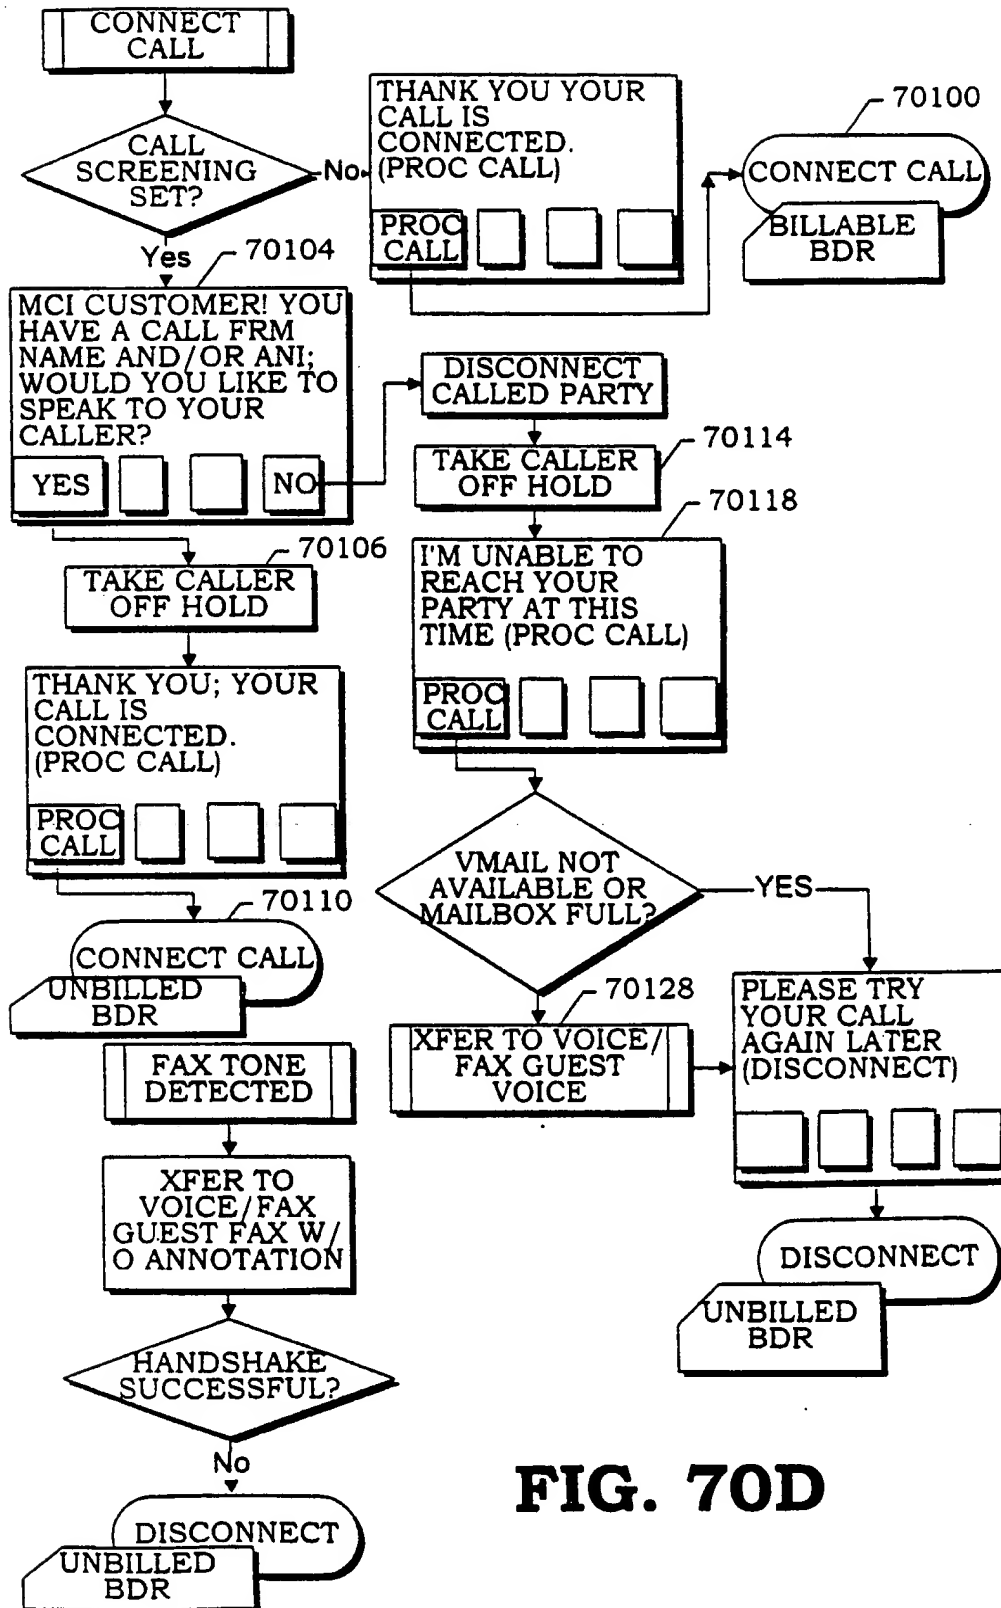 CONNECT
CALL
CALL
SCREENING
SET?
No
Yes
THANK YOU YOUR
CALL IS
CONNECTED.
(PROC CALL)
PROC
CALL
70100
CONNECT CALL
BILLABLE
BDR
70104
MCI CUSTOMER! YOU
HAVE A CALL FRM
NAME AND/OR ANI;
WOULD YOU LIKE TO
SPEAK TO YOUR
CALLER?
YES
NO
DISCONNECT
CALLED PARTY
70114
TAKE CALLER
OFF HOLD
70118
I'M UNABLE TO
REACH YOUR
PARTY AT THIS
TIME (PROC CALL)
PROC
CALL
70106
TAKE CALLER
OFF HOLD
THANK YOU; YOUR
CALL IS
CONNECTED.
(PROC CALL)
PROC
CALL
70110
CONNECT CALL
UNBILLED
BDR
VMAIL NOT
AVAILABLE OR
MAILBOX FULL?
YES
70128
XFER TO VOICE/
FAX GUEST
VOICE
PLEASE TRY
YOUR CALL
AGAIN LATER
(DISCONNECT)
DISCONNECT
UNBILLED
BDR
FAX TONE
DETECTED
XFER TO
VOICE/FAX
GUEST FAX W/
O ANNOTATION
HANDSHAKE
SUCCESSFUL?
No
DISCONNECT
UNBILLED
BDR
FIG. 70D